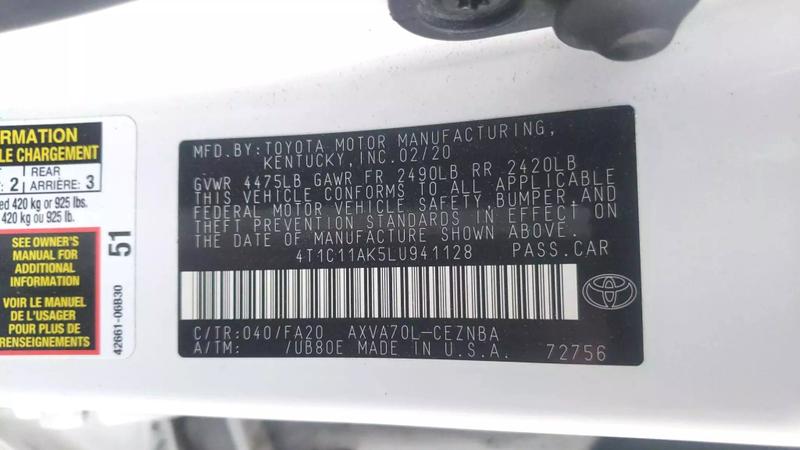 RMATION
LE CHARGEMENT
2 REAR ARRIÈRE: 3
ed 420 kg or 925 lbs.
420 kg ou 925 lb.
SEE OWNER'S
MANUAL FOR
ADDITIONAL
INFORMATION
VOIR LE MANUEL
DE L'USAGER
POUR PLUS DE
RENSEIGNEMENTS
51
42661-06B30
MFD.BY:TOYOTA MOTOR MANUFACTURING,
KENTUCKY,INC.02/20
GVWR 4475LB GAWR FR 2490LB RR 2420LB
THIS VEHICLE CONFORMS TO ALL APPLICABLE
FEDERAL MOTOR VEHICLE SAFETY,BUMPER,AND
THEFT PREVENTION STANDARDS IN EFFECT ON
THE DATE OF MANUFACTURE SHOWN ABOVE.
4T1C11AK5LU941128 PASS.CAR
C/TR:040/FA20 AXVA70L-CEZNBA
A/TM: /UB80E MADE IN U.S.A. 72756